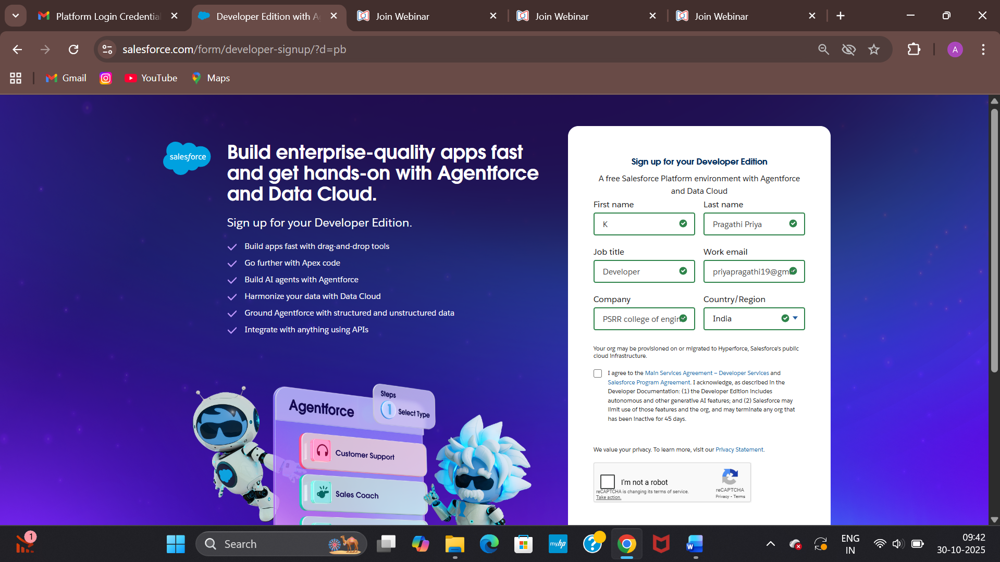 Platform Login Credential
Developer Edition with A
Join Webinar
Join Webinar
Join Webinar
salesforce.com/form/developer-signup/?d=pb
A
Gmail
YouTube
Maps
salesforce
Build enterprise-quality apps fast
and get hands-on with Agentforce
and Data Cloud.
Sign up for your Developer Edition.
Build apps fast with drag-and-drop tools
Go further with Apex code
Build AI agents with Agentforce
Harmonize your data with Data Cloud
Ground Agentforce with structured and unstructured data
Integrate with anything using APIs
Agentforce
Steps
1 Select Type
Customer Support
Sales Coach
Sign up for your Developer Edition
A free Salesforce Platform environment with Agentforce
and Data Cloud
First name Last name
K Pragathi Priya
Job title Work email
Developer priyapragathi19@gm
Company Country/Region
PSRR college of engin India
Your org may be provisioned on or migrated to Hyperforce, Salesforce's public
cloud infrastructure.
I agree to the Main Services Agreement – Developer Services and
Salesforce Program Agreement. I acknowledge, as described in the
Developer Documentation: (1) the Developer Edition includes
autonomous and other generative AI features; and (2) Salesforce may
limit use of those features and the org, and may terminate any org that
has been inactive for 45 days.
We value your privacy. To learn more, visit our Privacy Statement.
I'm not a robot
reCAPTCHA is changing its terms of service.
Take action.
reCAPTCHA
Privacy - Terms
1
Search
myhp
W
ENG
IN
09:42
30-10-2025